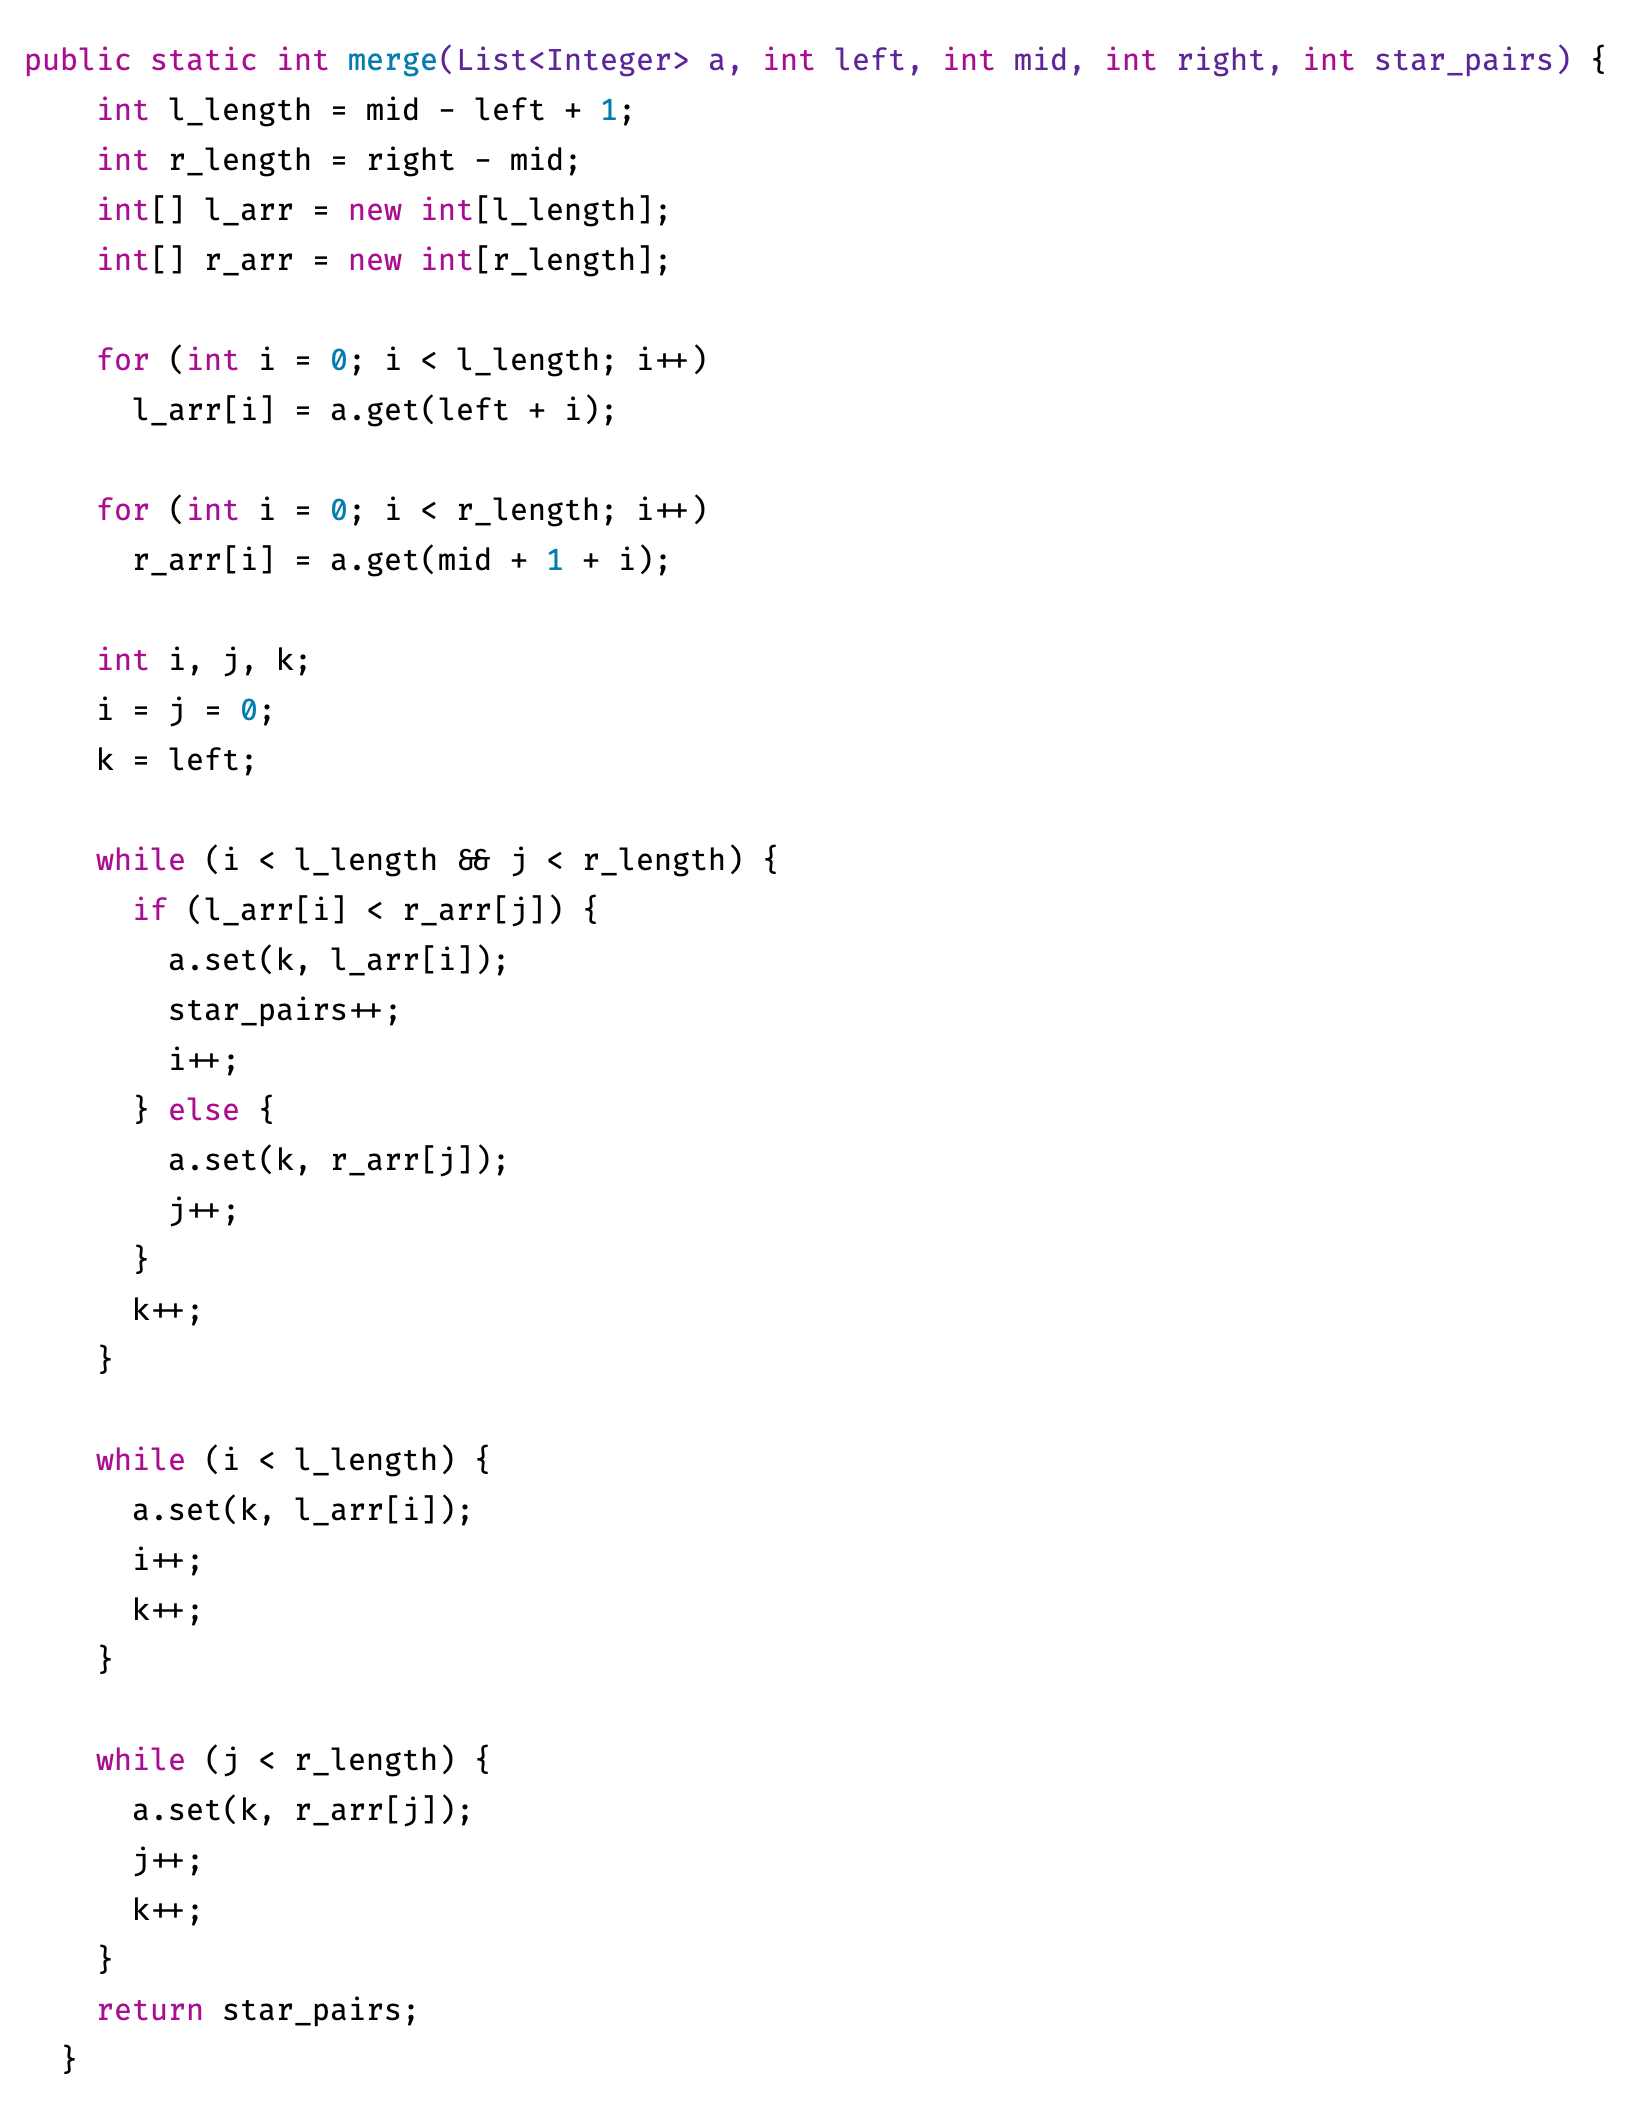 public static int merge(List<Integer> a, int left, int mid, int right, int star_pairs) {
    int l_length = mid - left + 1;
    int r_length = right - mid;
    int[] l_arr = new int[l_length];
    int[] r_arr = new int[r_length];

    for (int i = 0; i < l_length; i++)
      l_arr[i] = a.get(left + i);

    for (int i = 0; i < r_length; i++)
      r_arr[i] = a.get(mid + 1 + i);

    int i, j, k;
    i = j = 0;
    k = left;

    while (i < l_length && j < r_length) {
      if (l_arr[i] < r_arr[j]) {
        a.set(k, l_arr[i]);
        star_pairs++;
        i++;
      } else {
        a.set(k, r_arr[j]);
        j++;
      }
      k++;
    }

    while (i < l_length) {
      a.set(k, l_arr[i]);
      i++;
      k++;
    }

    while (j < r_length) {
      a.set(k, r_arr[j]);
      j++;
      k++;
    }
    return star_pairs;
  }